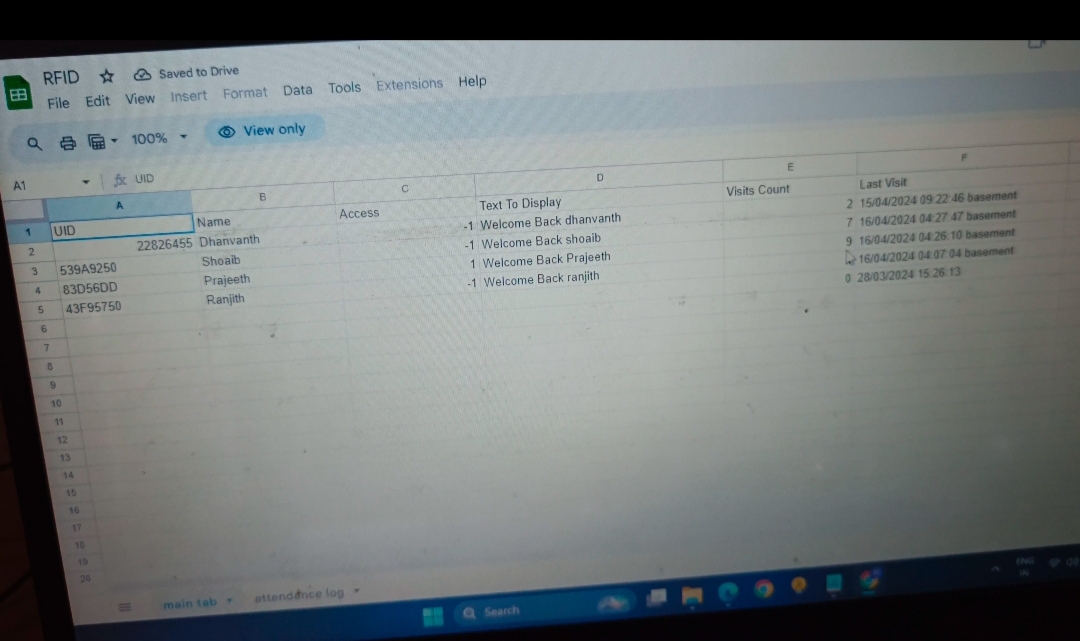 RFID Saved to Drive
File Edit View Insert Format Data Tools Extensions Help
100% View only
A1 fx UID
A B C D E F
1 UID Name Access Text To Display Visits Count Last Visit
2 22826455 Dhanvanth -1 Welcome Back dhanvanth 2 15/04/2024 09:22:46 basement
3 539A9250 Shoaib -1 Welcome Back shoaib 7 16/04/2024 04:27:47 basement
4 83D56DD Prajeeth 1 Welcome Back Prajeeth 9 16/04/2024 04:26:10 basement
5 43F95750 Ranjith -1 Welcome Back ranjith 16/04/2024 04:07:04 basement
0 28/03/2024 15:26:13
6
7
8
9
10
11
12
13
14
15
16
17
18
19
20
main tab attendance log
Search
ENG
IN